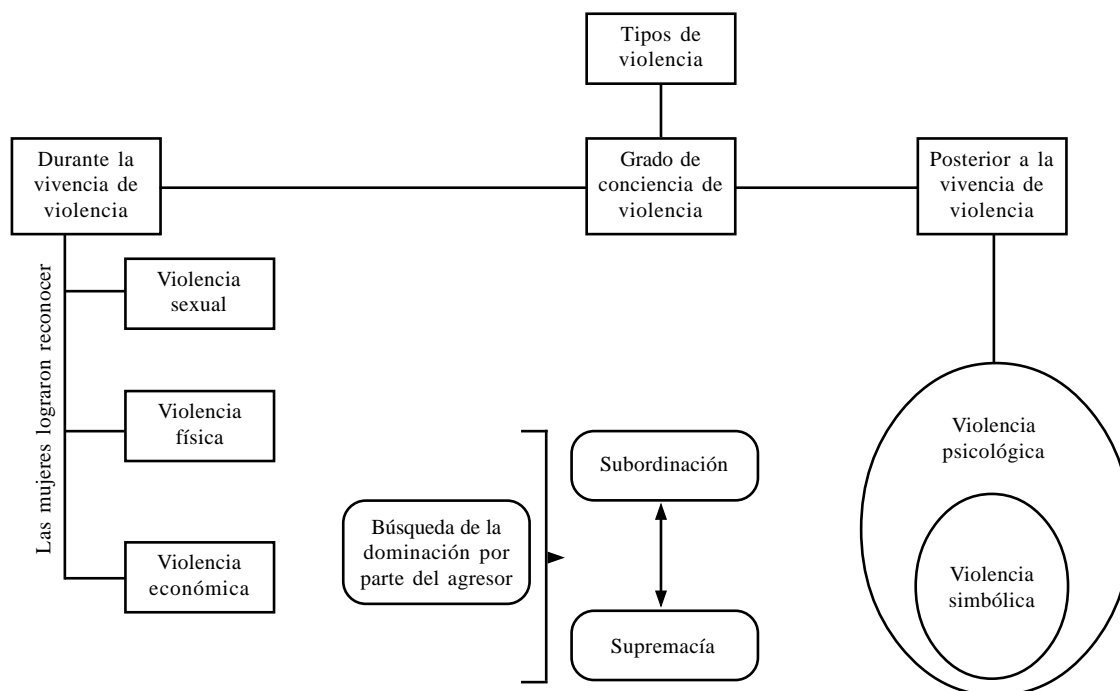 Tipos de
violencia
Durante la
vivencia de
violencia
Grado de
conciencia de
violencia
Posterior a la
vivencia de
violencia
Las mujeres lograron reconocer
Violencia
sexual
Violencia
física
Violencia
económica
Búsqueda de la
dominación por
parte del agresor
Subordinación
Supremacía
Violencia
psicológica
Violencia
simbólica